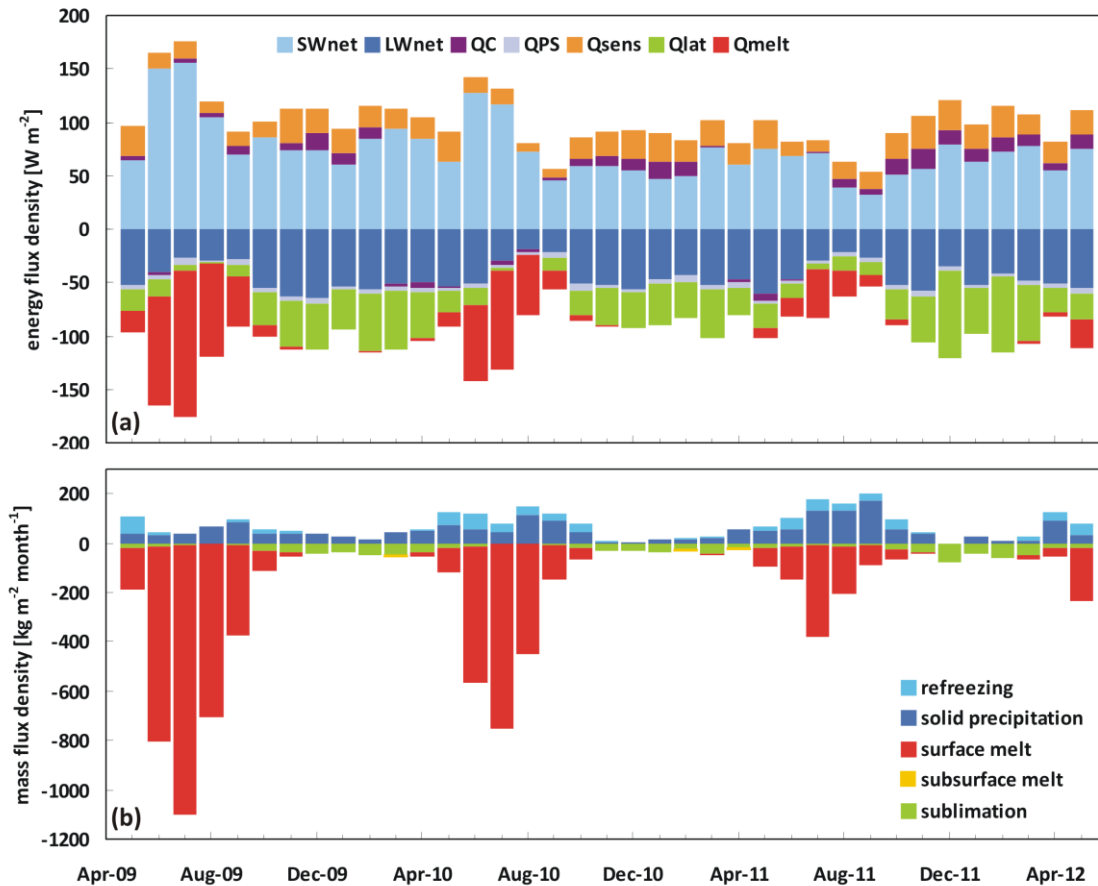 200
150
100
50
0
-50
-100
-150
-200
energy flux density [W m⁻²]
SWnet LWnet QC QPS Qsens Qlat Qmelt
(a)
200
0
-200
-400
-600
-800
-1000
-1200
mass flux density [kg m⁻² month⁻¹]
refreezing
solid precipitation
surface melt
subsurface melt
sublimation
(b)
Apr-09 Aug-09 Dec-09 Apr-10 Aug-10 Dec-10 Apr-11 Aug-11 Dec-11 Apr-12